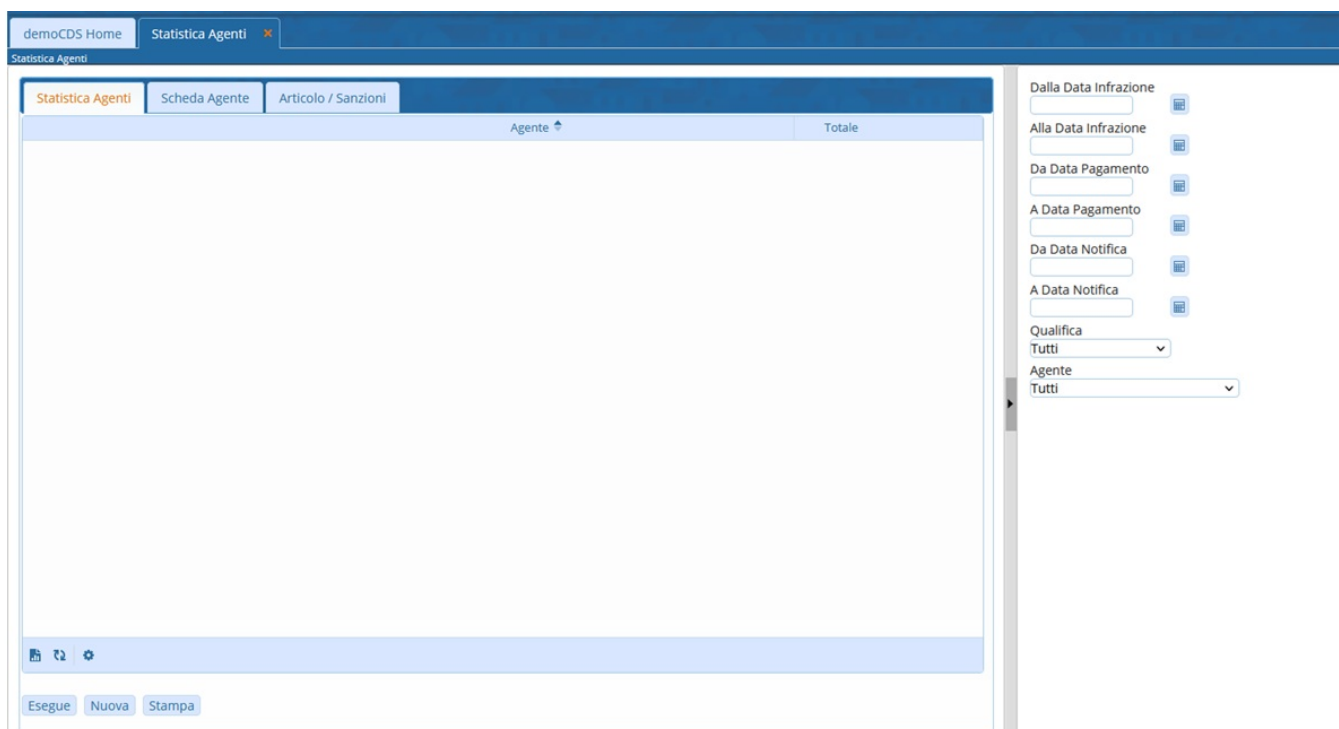 demoCDS Home
Statistica Agenti
Statistica Agenti
Statistica Agenti
Scheda Agente
Articolo / Sanzioni
Agente
Totale
Esegue
Nuova
Stampa
Dalla Data Infrazione
Alla Data Infrazione
Da Data Pagamento
A Data Pagamento
Da Data Notifica
A Data Notifica
Qualifica
Tutti
Agente
Tutti